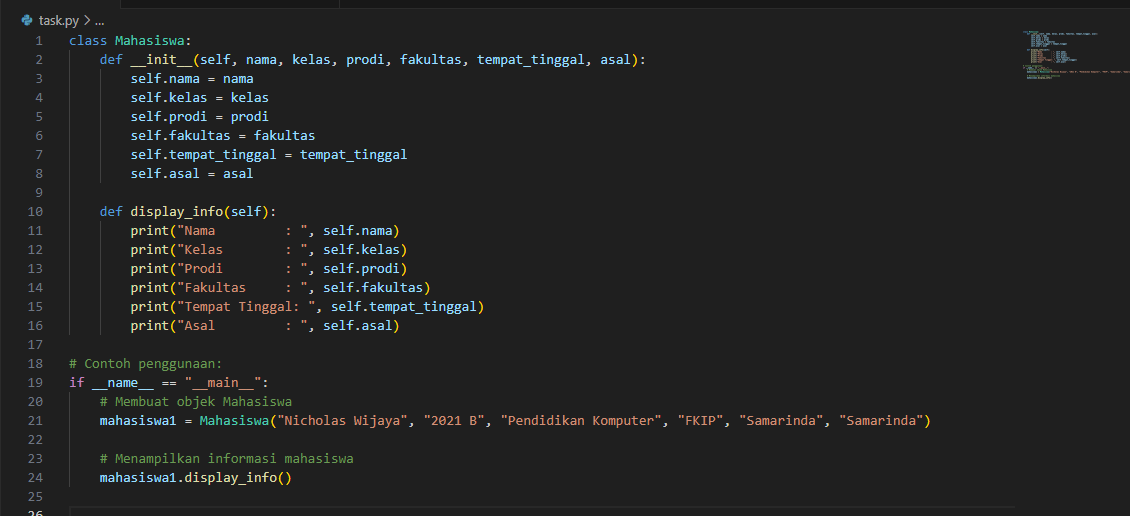 task.py > ...
1 class Mahasiswa:
2     def __init__(self, nama, kelas, prodi, fakultas, tempat_tinggal, asal):
3         self.nama = nama
4         self.kelas = kelas
5         self.prodi = prodi
6         self.fakultas = fakultas
7         self.tempat_tinggal = tempat_tinggal
8         self.asal = asal
9
10     def display_info(self):
11         print("Nama         : ", self.nama)
12         print("Kelas        : ", self.kelas)
13         print("Prodi        : ", self.prodi)
14         print("Fakultas     : ", self.fakultas)
15         print("Tempat Tinggal: ", self.tempat_tinggal)
16         print("Asal         : ", self.asal)
17
18 # Contoh penggunaan:
19 if __name__ == "__main__":
20     # Membuat objek Mahasiswa
21     mahasiswa1 = Mahasiswa("Nicholas Wijaya", "2021 B", "Pendidikan Komputer", "FKIP", "Samarinda", "Samarinda")
22
23     # Menampilkan informasi mahasiswa
24     mahasiswa1.display_info()
25
26